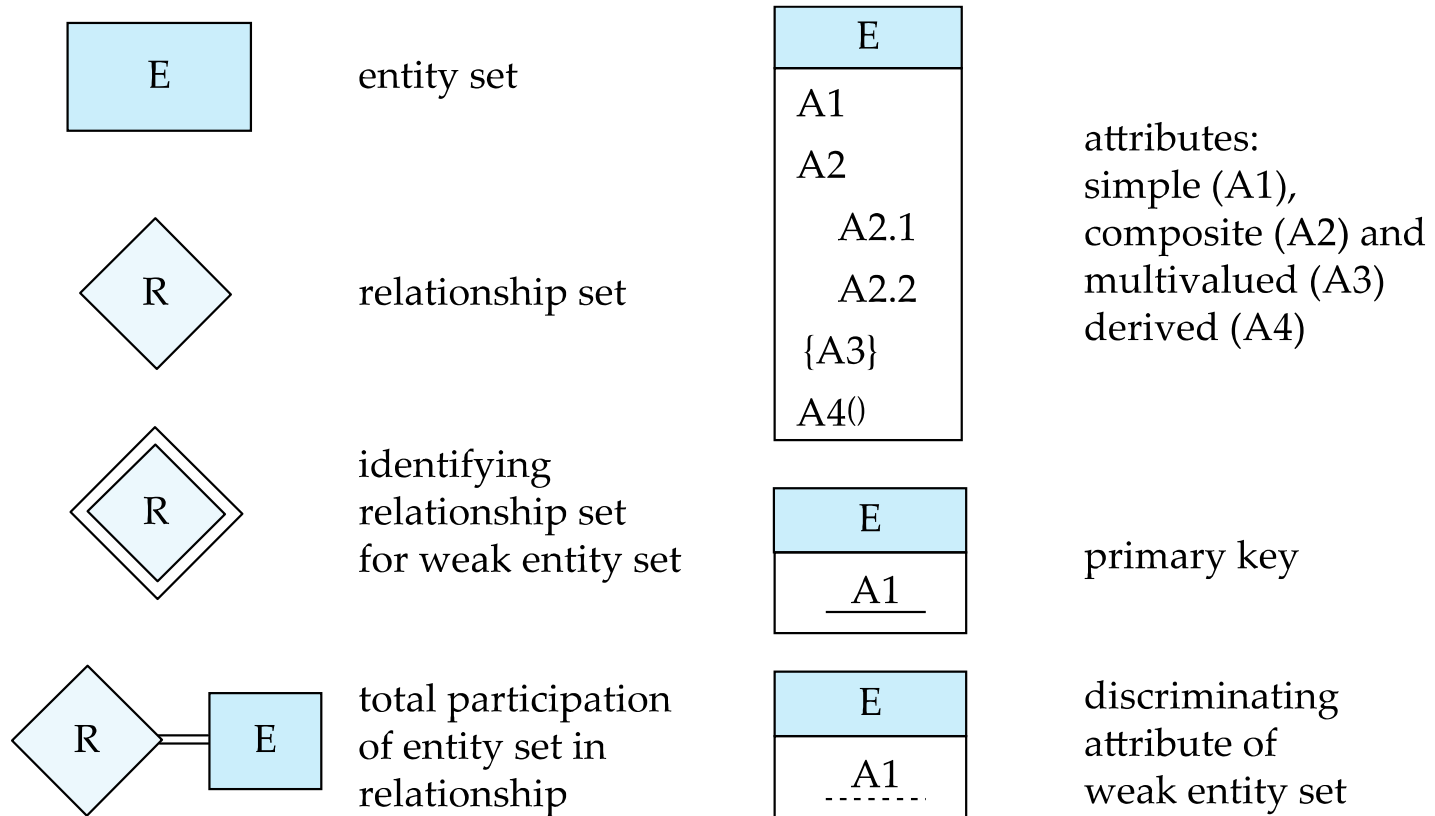 E
entity set
R
relationship set
R
identifying
relationship set
for weak entity set
R
E
total participation
of entity set in
relationship
E
A1
A2
A2.1
A2.2
{A3}
A4()
attributes:
simple (A1),
composite (A2) and
multivalued (A3)
derived (A4)
E
A1
primary key
E
A1
discriminating
attribute of
weak entity set